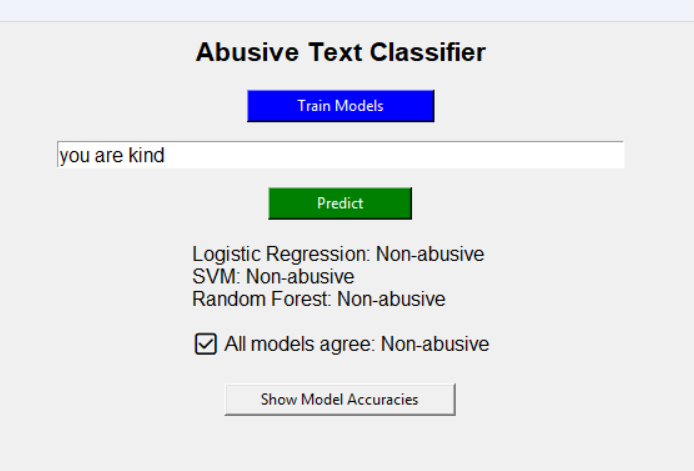 Abusive Text Classifier
Train Models
you are kind
Predict
Logistic Regression: Non-abusive
SVM: Non-abusive
Random Forest: Non-abusive
☑ All models agree: Non-abusive
Show Model Accuracies